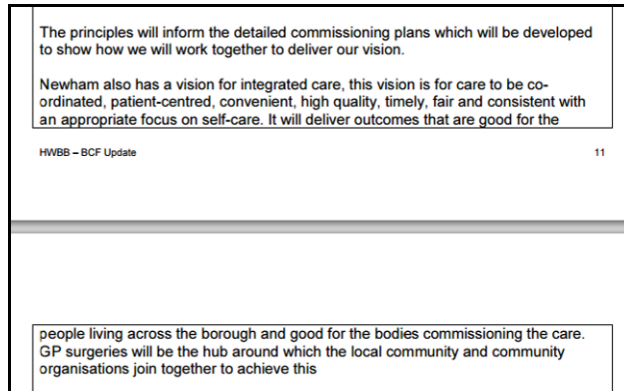 The principles will inform the detailed commissioning plans which will be developed
to show how we will work together to deliver our vision.
Newham also has a vision for integrated care, this vision is for care to be co-
ordinated, patient-centred, convenient, high quality, timely, fair and consistent with
an appropriate focus on self-care. It will deliver outcomes that are good for the
HWBB – BCF Update 11
people living across the borough and good for the bodies commissioning the care.
GP surgeries will be the hub around which the local community and community
organisations join together to achieve this